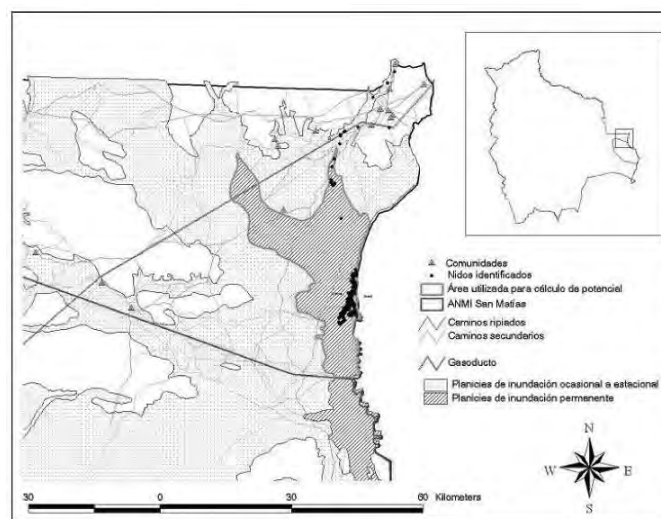 Comunidades
Nidos identificados
Área utilizada para cálculo de potencial
ANMI San Matías
Caminos ripiados
Caminos secundarios
Gasoducto
Planicies de inundación ocasional a estacional
Planicies de inundación permanente
N
W E
S
30 0 30 60 Kilometers